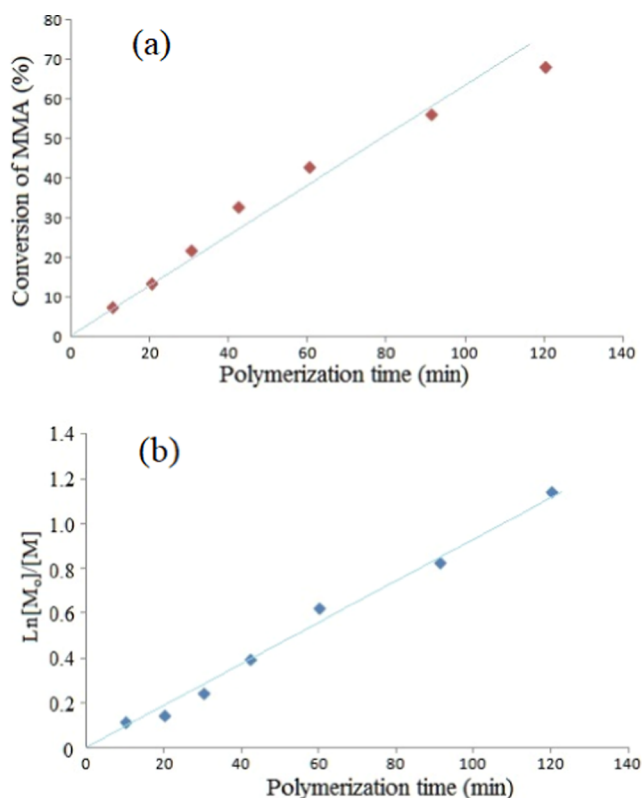 (a)
Conversion of MMA (%)
80
70
60
50
40
30
20
10
0
0 20 40 60 80 100 120 140
Polymerization time (min)
(b)
Ln[Mo]/[M]
1.4
1.2
1.0
0.8
0.6
0.4
0.2
0
0 20 40 60 80 100 120 140
Polymerization time (min)